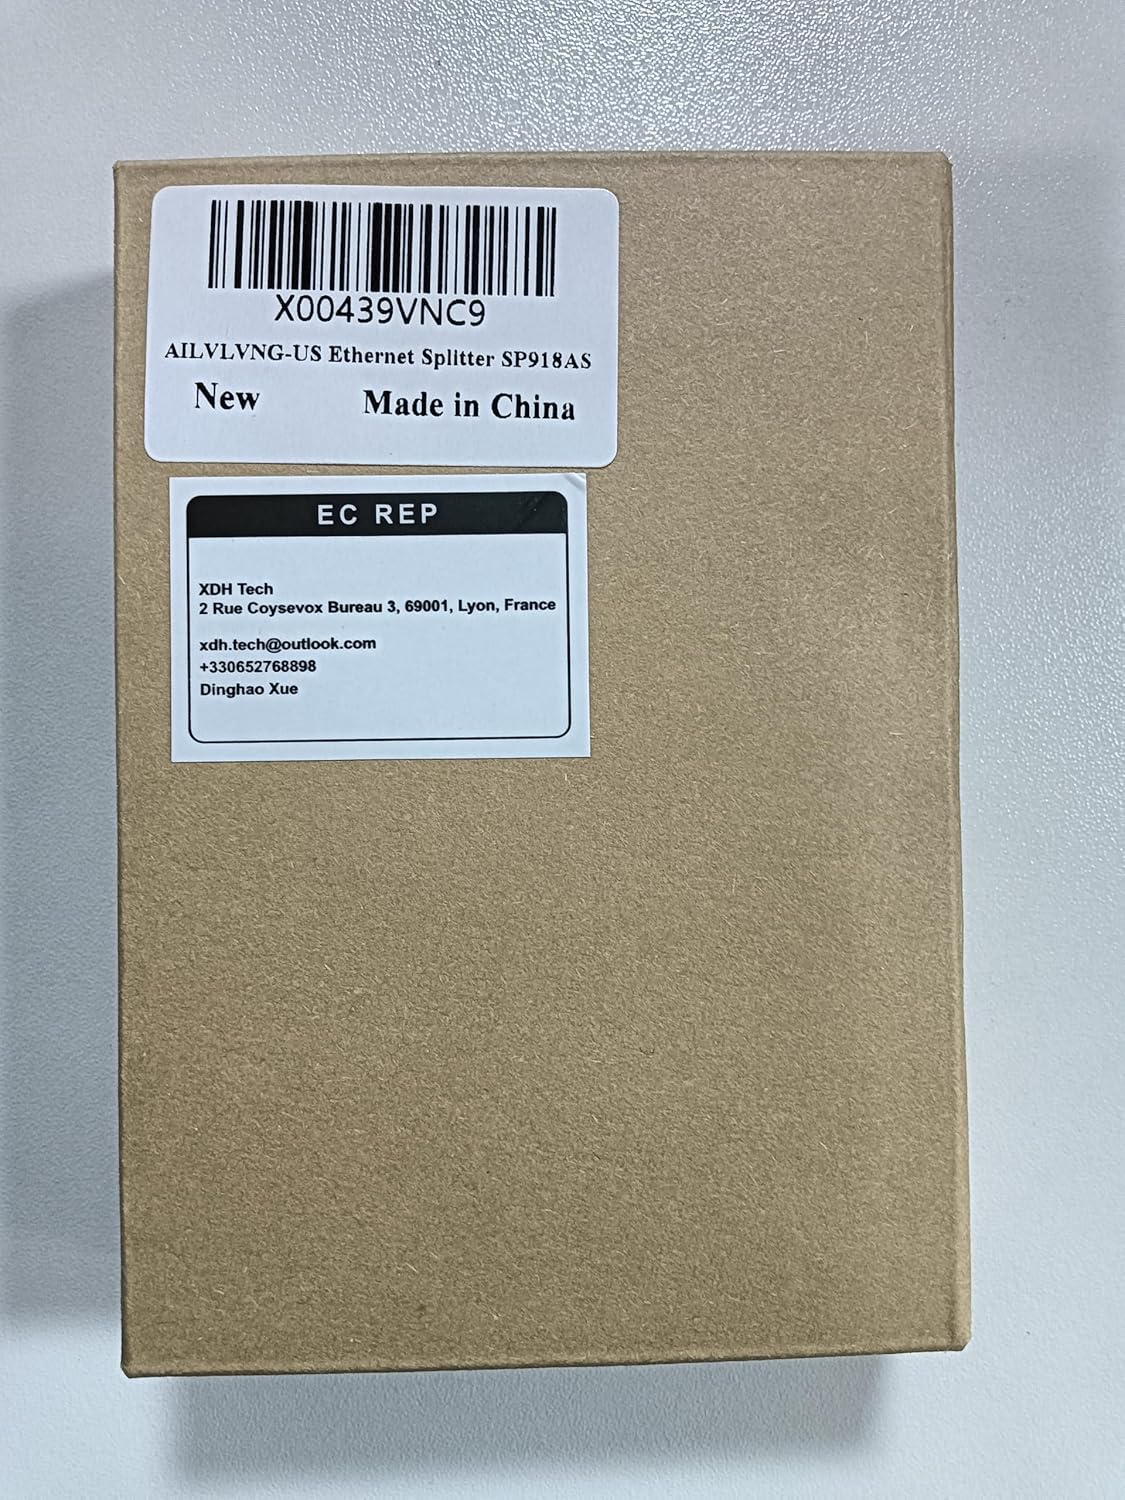 X00439VNC9
AILVLVNG-US Ethernet Splitter SP918AS
New Made in China
EC REP
XDH Tech
2 Rue Coysevox Bureau 3, 69001, Lyon, France
xdh.tech@outlook.com
+330652768898
Dinghao Xue